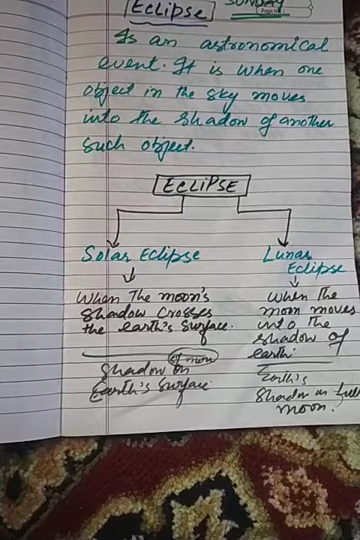 Eclipse
SUNDAY
Page No.
Is an astronomical
event. It is when one
object in the sky moves
into the shadow of another
such object.
ECLIPSE
Solar Eclipse
When The moon's
shadow crosses
the earth's surface.
of moon
Shadow on
Earth's Surface
Lunar
Eclipse
when the
moon moves
into the
shadow of
earth.
Earth's
Shadow on full
moon.